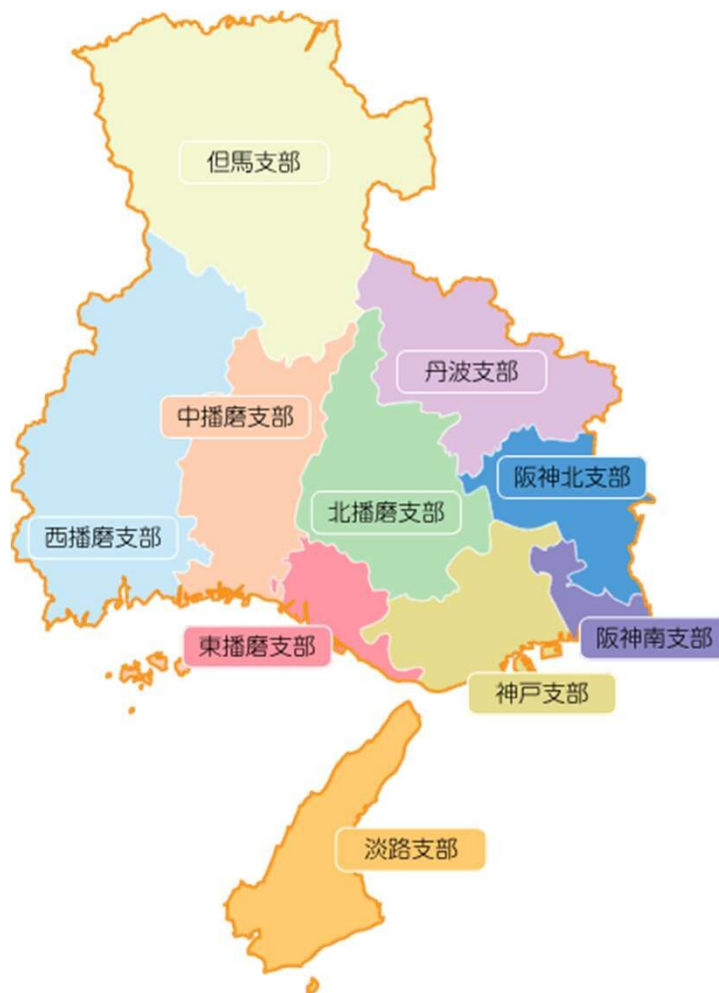 但馬支部
丹波支部
中播磨支部
阪神北支部
北播磨支部
西播磨支部
東播磨支部
阪神南支部
神戸支部
淡路支部